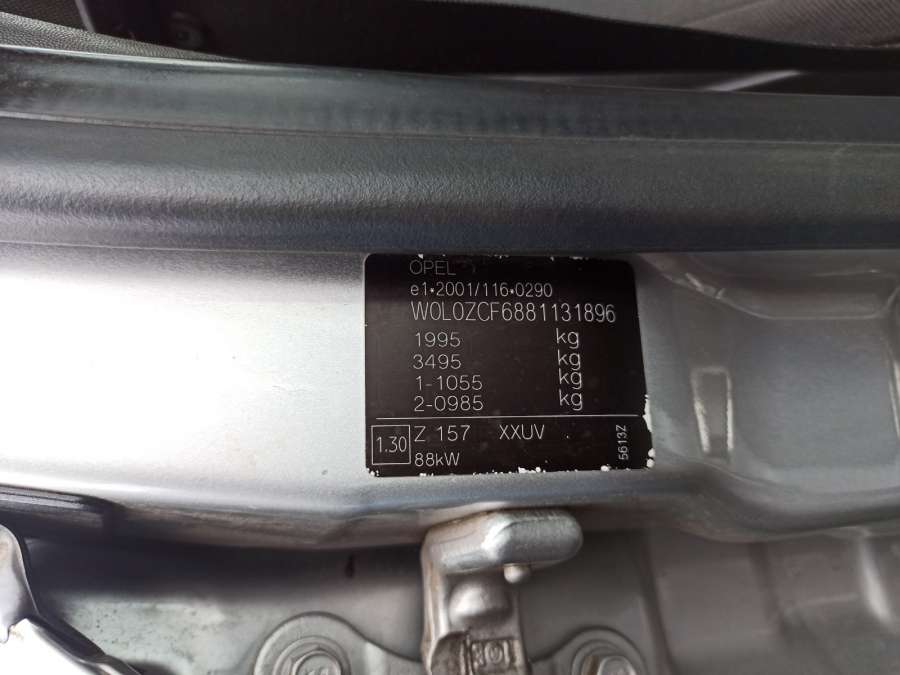 OPEL
e1•2001/116•0290
W0L0ZCF6881131896
1995 kg
3495 kg
1-1055 kg
2-0985 kg
1.30 Z 157 XXUV
88kW
5613Z